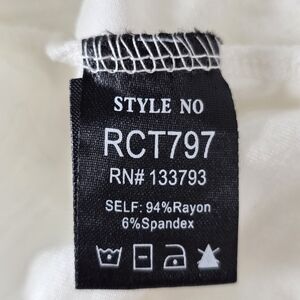 STYLE NO
RCT797
RN# 133793
SELF: 94%Rayon
6%Spandex